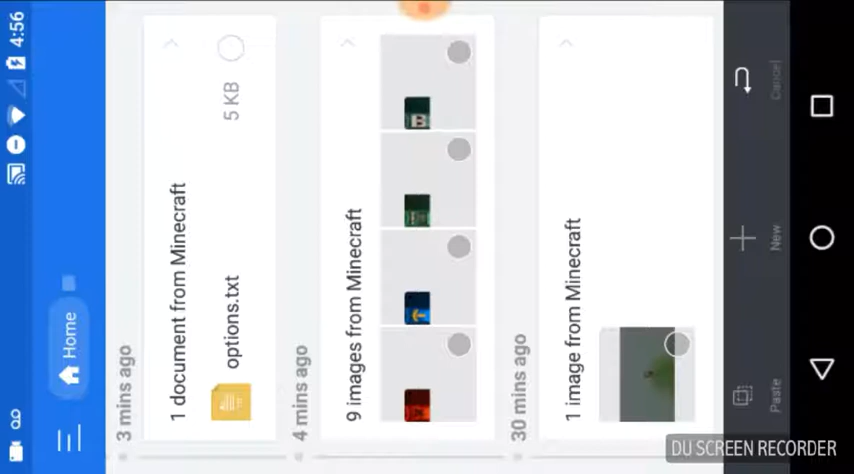 4:56
Home
3 mins ago
1 document from Minecraft
options.txt
5 KB
4 mins ago
9 images from Minecraft
30 mins ago
1 image from Minecraft
Paste
New
Cancel
DU SCREEN RECORDER